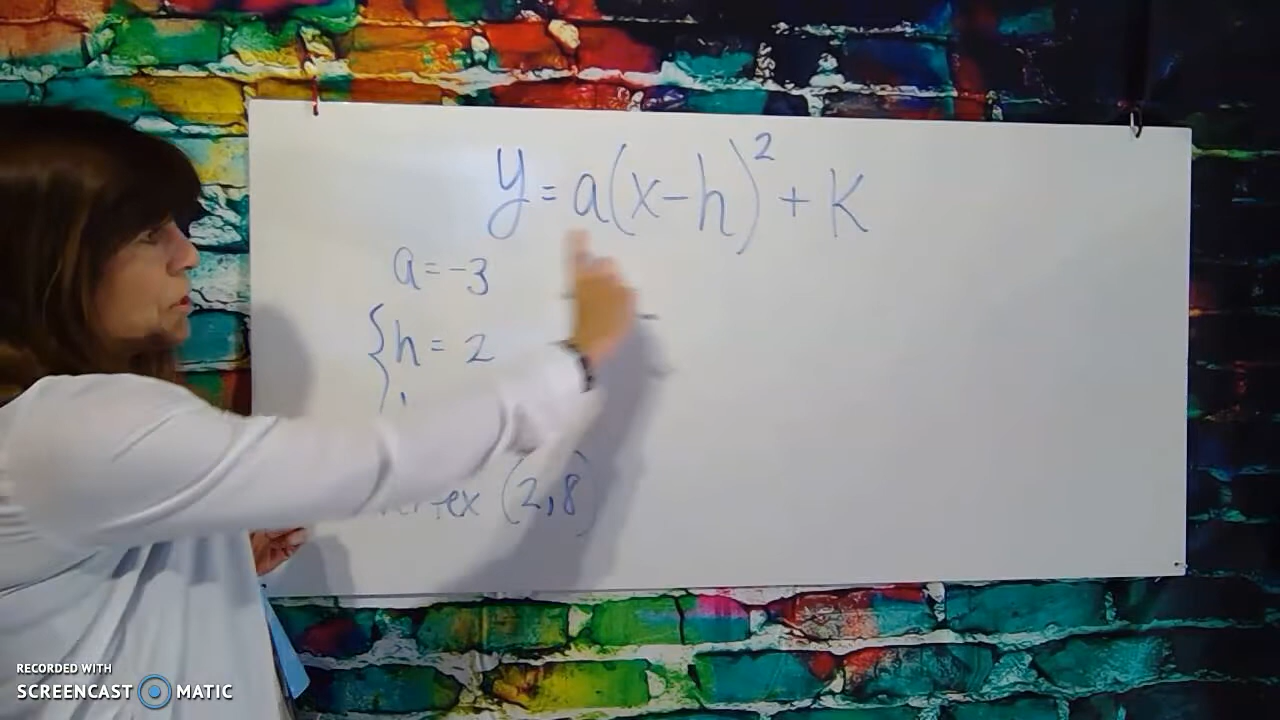 y = a(x-h)² + K
a = -3
h = 2
(2,8)
RECORDED WITH
SCREENCAST MATIC